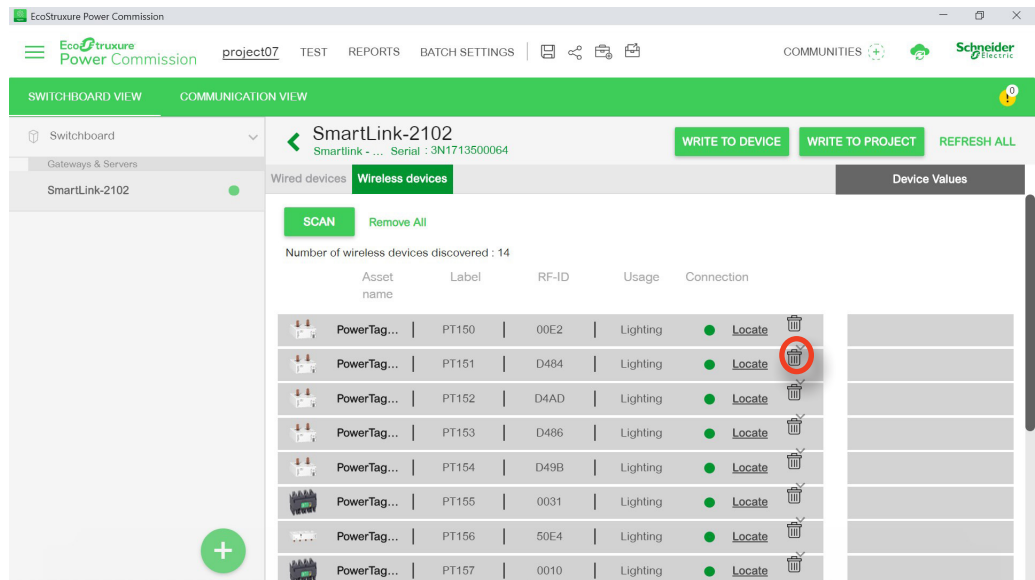 EcoStruxure Power Commission
EcoStruxure
Power Commission
project07 TEST REPORTS BATCH SETTINGS COMMUNITIES
Schneider
Electric
SWITCHBOARD VIEW COMMUNICATION VIEW 0
Switchboard
Gateways & Servers
SmartLink-2102
SmartLink-2102
Smartlink - ... Serial : 3N1713500064
WRITE TO DEVICE WRITE TO PROJECT REFRESH ALL
Wired devices Wireless devices Device Values
SCAN Remove All
Number of wireless devices discovered : 14
Asset name Label RF-ID Usage Connection
PowerTag... PT150 00E2 Lighting Locate
PowerTag... PT151 D484 Lighting Locate
PowerTag... PT152 D4AD Lighting Locate
PowerTag... PT153 D486 Lighting Locate
PowerTag... PT154 D49B Lighting Locate
PowerTag... PT155 0031 Lighting Locate
PowerTag... PT156 50E4 Lighting Locate
PowerTag... PT157 0010 Lighting Locate